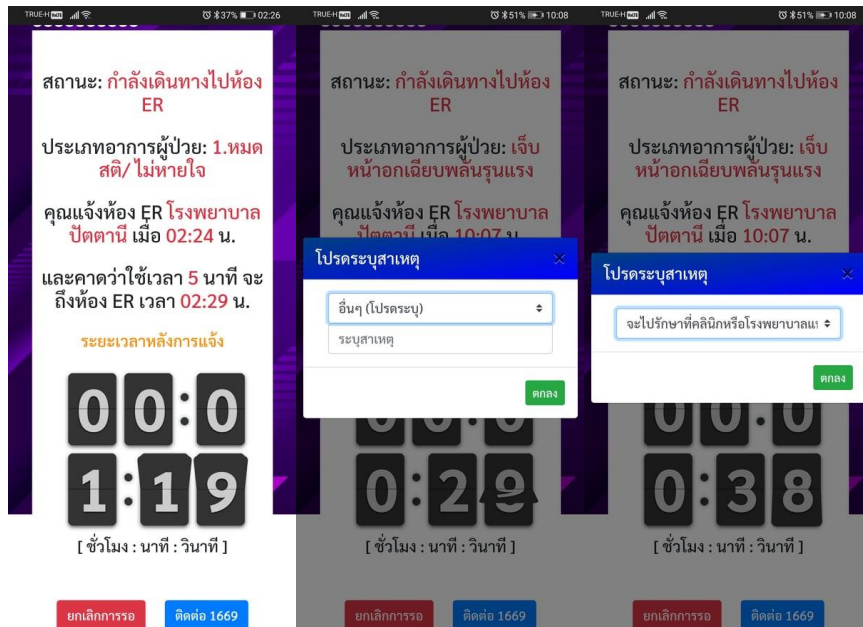 TRUE-H 37% 02:26
สถานะ: กำลังเดินทางไปห้อง
ER
ประเภทอาการผู้ป่วย: 1.หมด
สติ/ ไม่หายใจ
คุณแจ้งห้อง ER โรงพยาบาล
ปัตตานี เมื่อ 02:24 น.
และคาดว่าใช้เวลา 5 นาที จะ
ถึงห้อง ER เวลา 02:29 น.
ระยะเวลาหลังการแจ้ง
00:0
1:19
[ ชั่วโมง : นาที : วินาที ]
ยกเลิกการรอ
ติดต่อ 1669
TRUE-H 51% 10:08
สถานะ: กำลังเดินทางไปห้อง
ER
ประเภทอาการผู้ป่วย: เจ็บ
หน้าอกเฉียบพลันรุนแรง
คุณแจ้งห้อง ER โรงพยาบาล
ปัตตานี เมื่อ 10:07 น.
โปรดระบุสาเหตุ ×
อื่นๆ (โปรดระบุ)
ระบุสาเหตุ
ตกลง
00:0
0:29
[ ชั่วโมง : นาที : วินาที ]
ยกเลิกการรอ
ติดต่อ 1669
TRUE-H 51% 10:08
สถานะ: กำลังเดินทางไปห้อง
ER
ประเภทอาการผู้ป่วย: เจ็บ
หน้าอกเฉียบพลันรุนแรง
คุณแจ้งห้อง ER โรงพยาบาล
ปัตตานี เมื่อ 10:07 น.
โปรดระบุสาเหตุ ×
จะไปรักษาที่คลินิกหรือโรงพยาบาล
ตกลง
00:0
0:38
[ ชั่วโมง : นาที : วินาที ]
ยกเลิกการรอ
ติดต่อ 1669